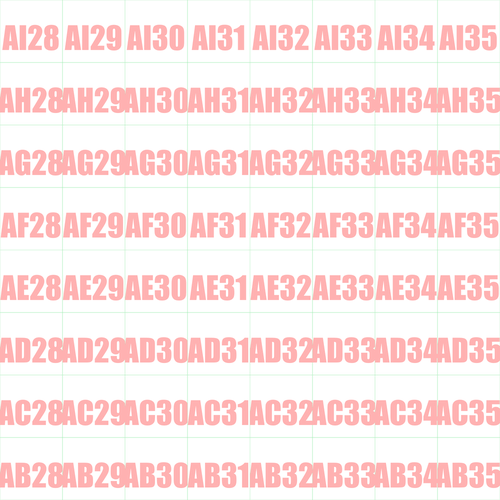 AI28 AI29 AI30 AI31 AI32 AI33 AI34 AI35
AH28 AH29 AH30 AH31 AH32 AH33 AH34 AH35
AG28 AG29 AG30 AG31 AG32 AG33 AG34 AG35
AF28 AF29 AF30 AF31 AF32 AF33 AF34 AF35
AE28 AE29 AE30 AE31 AE32 AE33 AE34 AE35
AD28 AD29 AD30 AD31 AD32 AD33 AD34 AD35
AC28 AC29 AC30 AC31 AC32 AC33 AC34 AC35
AB28 AB29 AB30 AB31 AB32 AB33 AB34 AB35